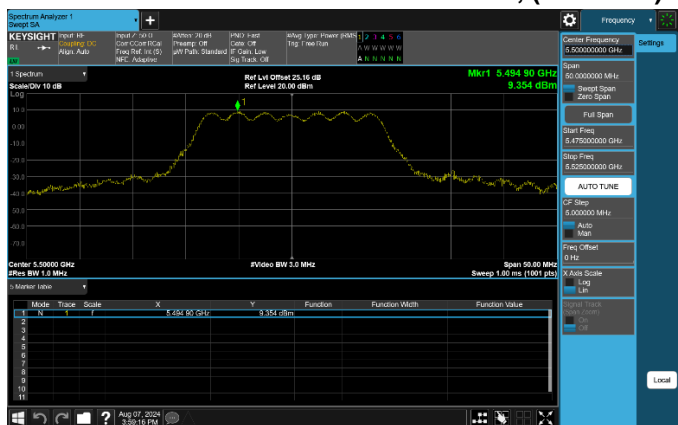 Spectrum Analyzer 1
Swept SA
Frequency
KEYSIGHT
Input: RF
Coupling: DC
Align: Auto
Input Z: 50 Ω
Corr CCorr RCal
Freq Ref: Int (S)
NFE: Adaptive
#Atten: 20 dB
Preamp: Off
µW Path: Standard
PNO: Fast
Gate: Off
IF Gain: Low
Sig Track: Off
#Avg Type: Power (RMS
Trig: Free Run
1 2 3 4 5 6
A W W W W W
A N N N N N
1 Spectrum
Scale/Div 10 dB
Ref Lvl Offset 25.16 dB
Ref Level 20.00 dBm
Mkr1 5.494 90 GHz
9.354 dBm
Log
1
10.0
0.00
-10.0
-20.0
-30.0
-40.0
-50.0
-60.0
-70.0
Center 5.50000 GHz
#Res BW 1.0 MHz
#Video BW 3.0 MHz
Span 50.00 MHz
Sweep 1.00 ms (1001 pts)
5 Marker Table
Mode Trace Scale X Y Function Function Width Function Value
1 N 1 f 5.494 90 GHz 9.354 dBm
2
3
4
5
6
7
8
9
10
11
Center Frequency
5.500000000 GHz
Settings
Span
50.0000000 MHz
Swept Span
Zero Span
Full Span
Start Freq
5.475000000 GHz
Stop Freq
5.525000000 GHz
AUTO TUNE
CF Step
5.000000 MHz
Auto
Man
Freq Offset
0 Hz
X Axis Scale
Log
Lin
Signal Track
(Span Zoom)
On
Off
Local
?
Aug 07, 2024
3:59:16 PM